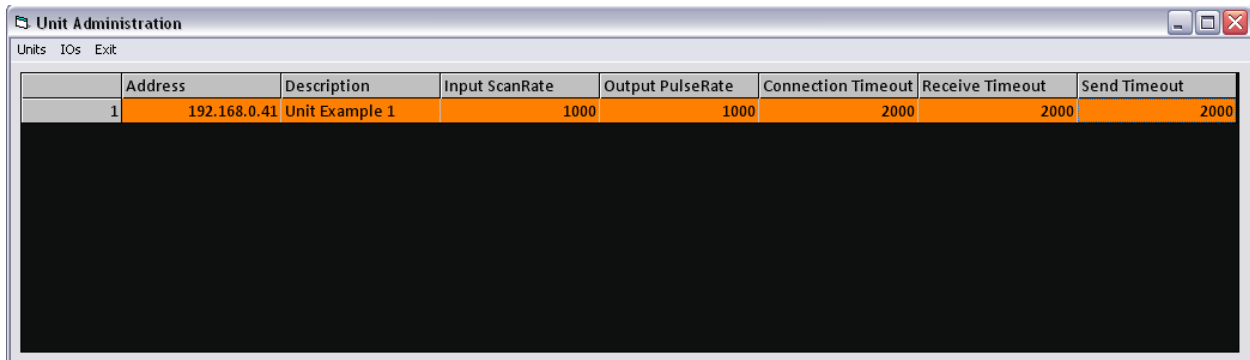 Unit Administration
Units IOs Exit
Address Description Input ScanRate Output PulseRate Connection Timeout Receive Timeout Send Timeout
1 192.168.0.41 Unit Example 1 1000 1000 2000 2000 2000